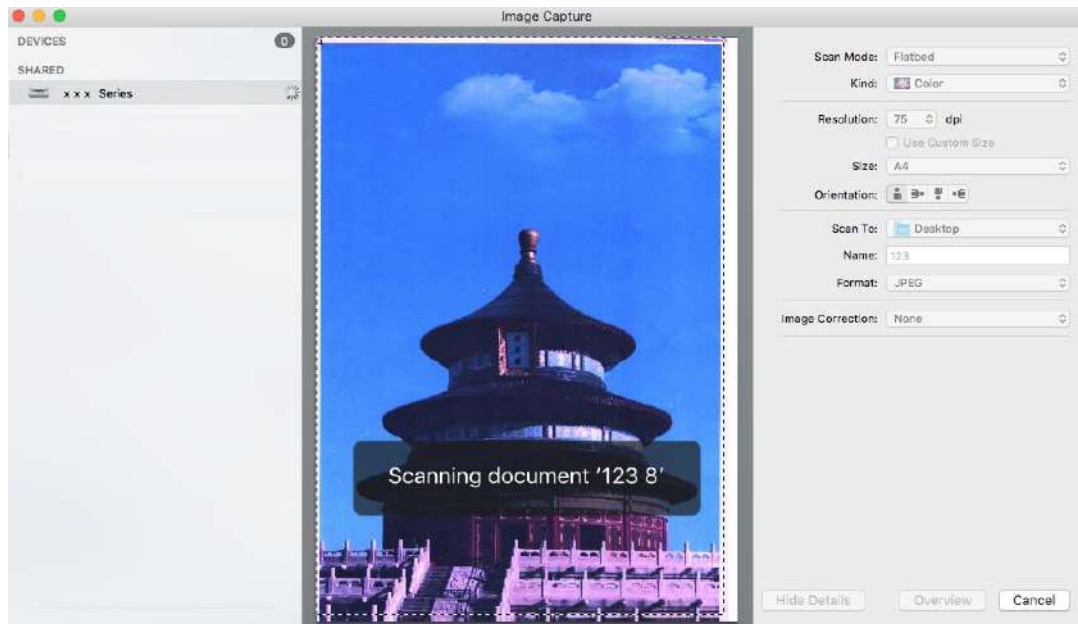 Image Capture
DEVICES 0
SHARED
x x x Series
Scan Mode: Flatbed
Kind: Color
Resolution: 75 dpi
Use Custom Size
Size: A4
Orientation:
Scan To: Desktop
Name: 123
Format: JPEG
Image Correction: None
Scanning document '123 8'
Hide Details Overview Cancel